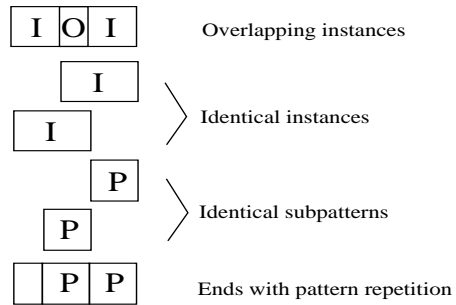 I O I Overlapping instances
I
Identical instances
I
P
Identical subpatterns
P
P P Ends with pattern repetition